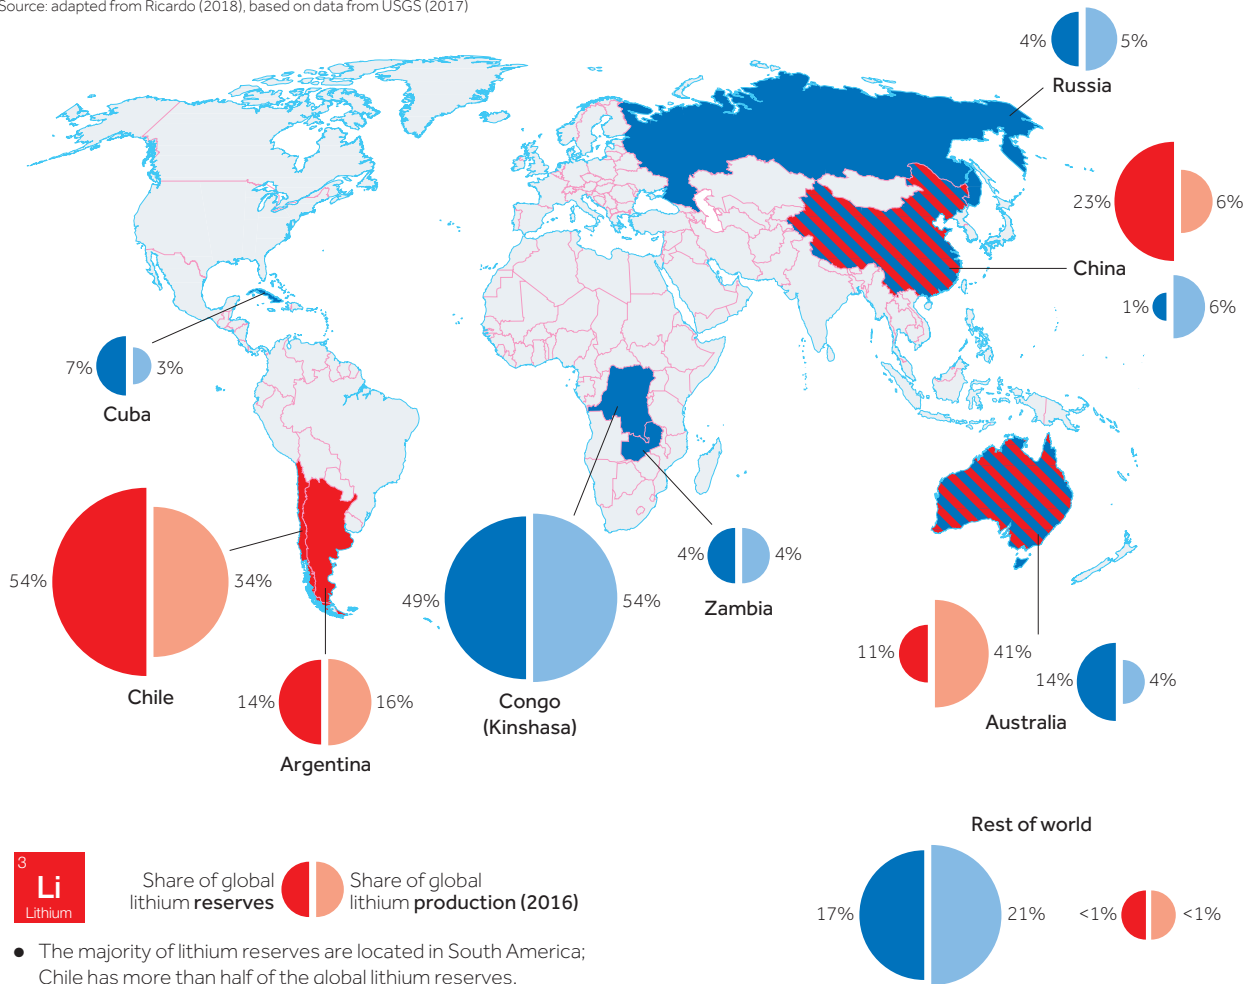 Source: adapted from Ricardo (2018), based on data from USGS (2017)
4% 5%
Russia
23% 6%
China
1% 6%
7% 3%
Cuba
54% 34%
Chile
14% 16%
Argentina
49% 54%
Congo
(Kinshasa)
4% 4%
Zambia
11% 41%
14% 4%
Australia
Rest of world
17% 21% <1% <1%
3
Li
Lithium
Share of global
lithium reserves
Share of global
lithium production (2016)
● The majority of lithium reserves are located in South America;
Chile has more than half of the global lithium reserves.